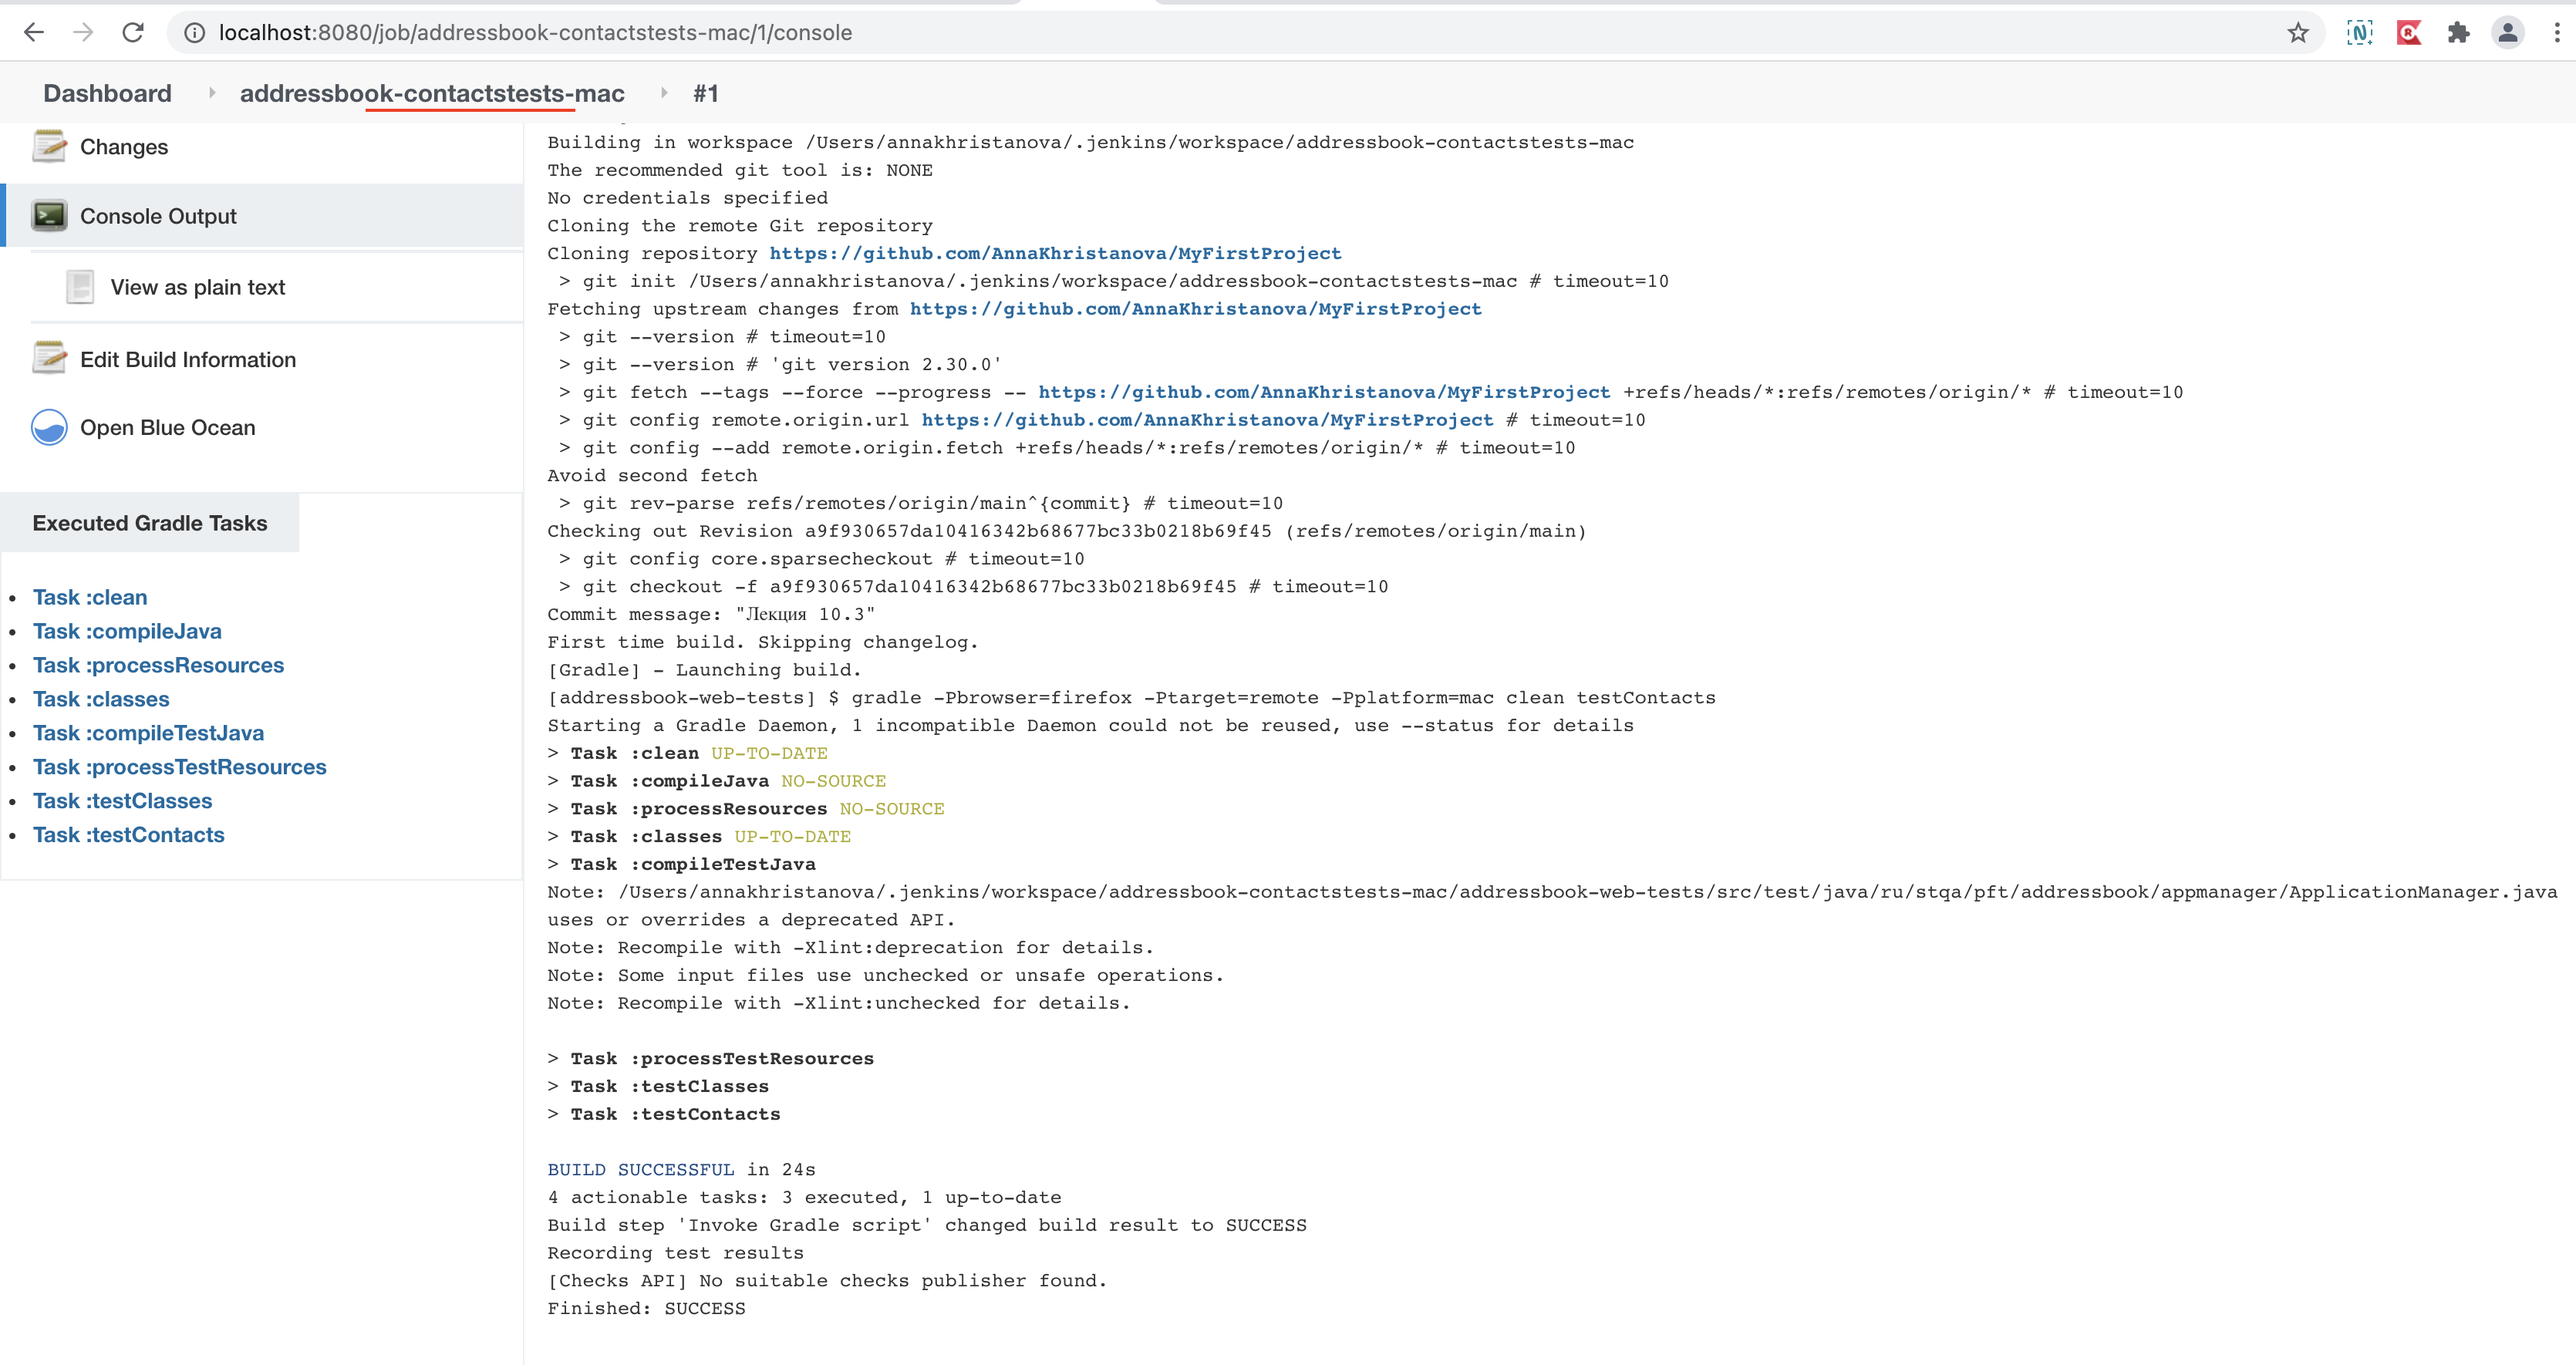 localhost:8080/job/addressbook-contactstests-mac/1/console
Dashboard addressbook-contactstests-mac #1
Changes
Console Output
View as plain text
Edit Build Information
Open Blue Ocean
Executed Gradle Tasks
Task :clean
Task :compileJava
Task :processResources
Task :classes
Task :compileTestJava
Task :processTestResources
Task :testClasses
Task :testContacts
Building in workspace /Users/annakhristanova/.jenkins/workspace/addressbook-contactstests-mac
The recommended git tool is: NONE
No credentials specified
Cloning the remote Git repository
Cloning repository https://github.com/AnnaKhristanova/MyFirstProject
> git init /Users/annakhristanova/.jenkins/workspace/addressbook-contactstests-mac # timeout=10
Fetching upstream changes from https://github.com/AnnaKhristanova/MyFirstProject
> git --version # timeout=10
> git --version # 'git version 2.30.0'
> git fetch --tags --force --progress -- https://github.com/AnnaKhristanova/MyFirstProject +refs/heads/*:refs/remotes/origin/* # timeout=10
> git config remote.origin.url https://github.com/AnnaKhristanova/MyFirstProject # timeout=10
> git config --add remote.origin.fetch +refs/heads/*:refs/remotes/origin/* # timeout=10
Avoid second fetch
> git rev-parse refs/remotes/origin/main^{commit} # timeout=10
Checking out Revision a9f930657da10416342b68677bc33b0218b69f45 (refs/remotes/origin/main)
> git config core.sparsecheckout # timeout=10
> git checkout -f a9f930657da10416342b68677bc33b0218b69f45 # timeout=10
Commit message: "Лекция 10.3"
First time build. Skipping changelog.
[Gradle] - Launching build.
[addressbook-web-tests] $ gradle -Pbrowser=firefox -Ptarget=remote -Pplatform=mac clean testContacts
Starting a Gradle Daemon, 1 incompatible Daemon could not be reused, use --status for details
> Task :clean UP-TO-DATE
> Task :compileJava NO-SOURCE
> Task :processResources NO-SOURCE
> Task :classes UP-TO-DATE
> Task :compileTestJava
Note: /Users/annakhristanova/.jenkins/workspace/addressbook-contactstests-mac/addressbook-web-tests/src/test/java/ru/stqa/pft/addressbook/appmanager/ApplicationManager.java
uses or overrides a deprecated API.
Note: Recompile with -Xlint:deprecation for details.
Note: Some input files use unchecked or unsafe operations.
Note: Recompile with -Xlint:unchecked for details.
> Task :processTestResources
> Task :testClasses
> Task :testContacts
BUILD SUCCESSFUL in 24s
4 actionable tasks: 3 executed, 1 up-to-date
Build step 'Invoke Gradle script' changed build result to SUCCESS
Recording test results
[Checks API] No suitable checks publisher found.
Finished: SUCCESS